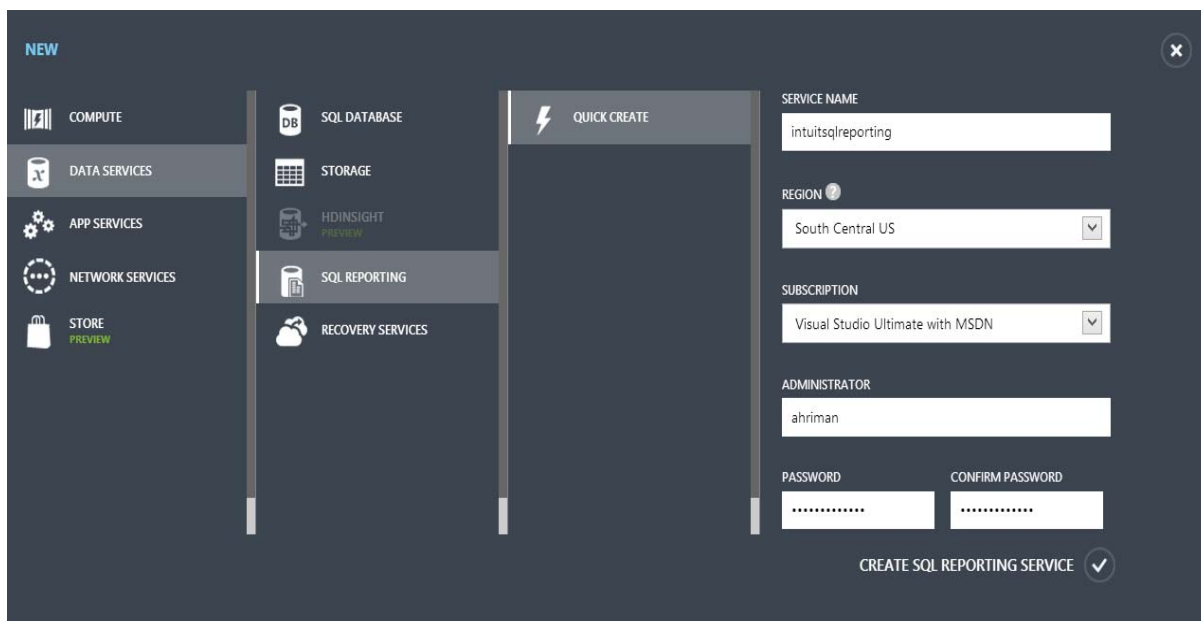 NEW
COMPUTE
DATA SERVICES
APP SERVICES
NETWORK SERVICES
STORE
PREVIEW
DB
SQL DATABASE
STORAGE
HDINSIGHT
PREVIEW
SQL REPORTING
RECOVERY SERVICES
QUICK CREATE
SERVICE NAME
intuitsqlreporting
REGION ?
South Central US
SUBSCRIPTION
Visual Studio Ultimate with MSDN
ADMINISTRATOR
ahriman
PASSWORD
•••••••••••••
CONFIRM PASSWORD
•••••••••••••
CREATE SQL REPORTING SERVICE